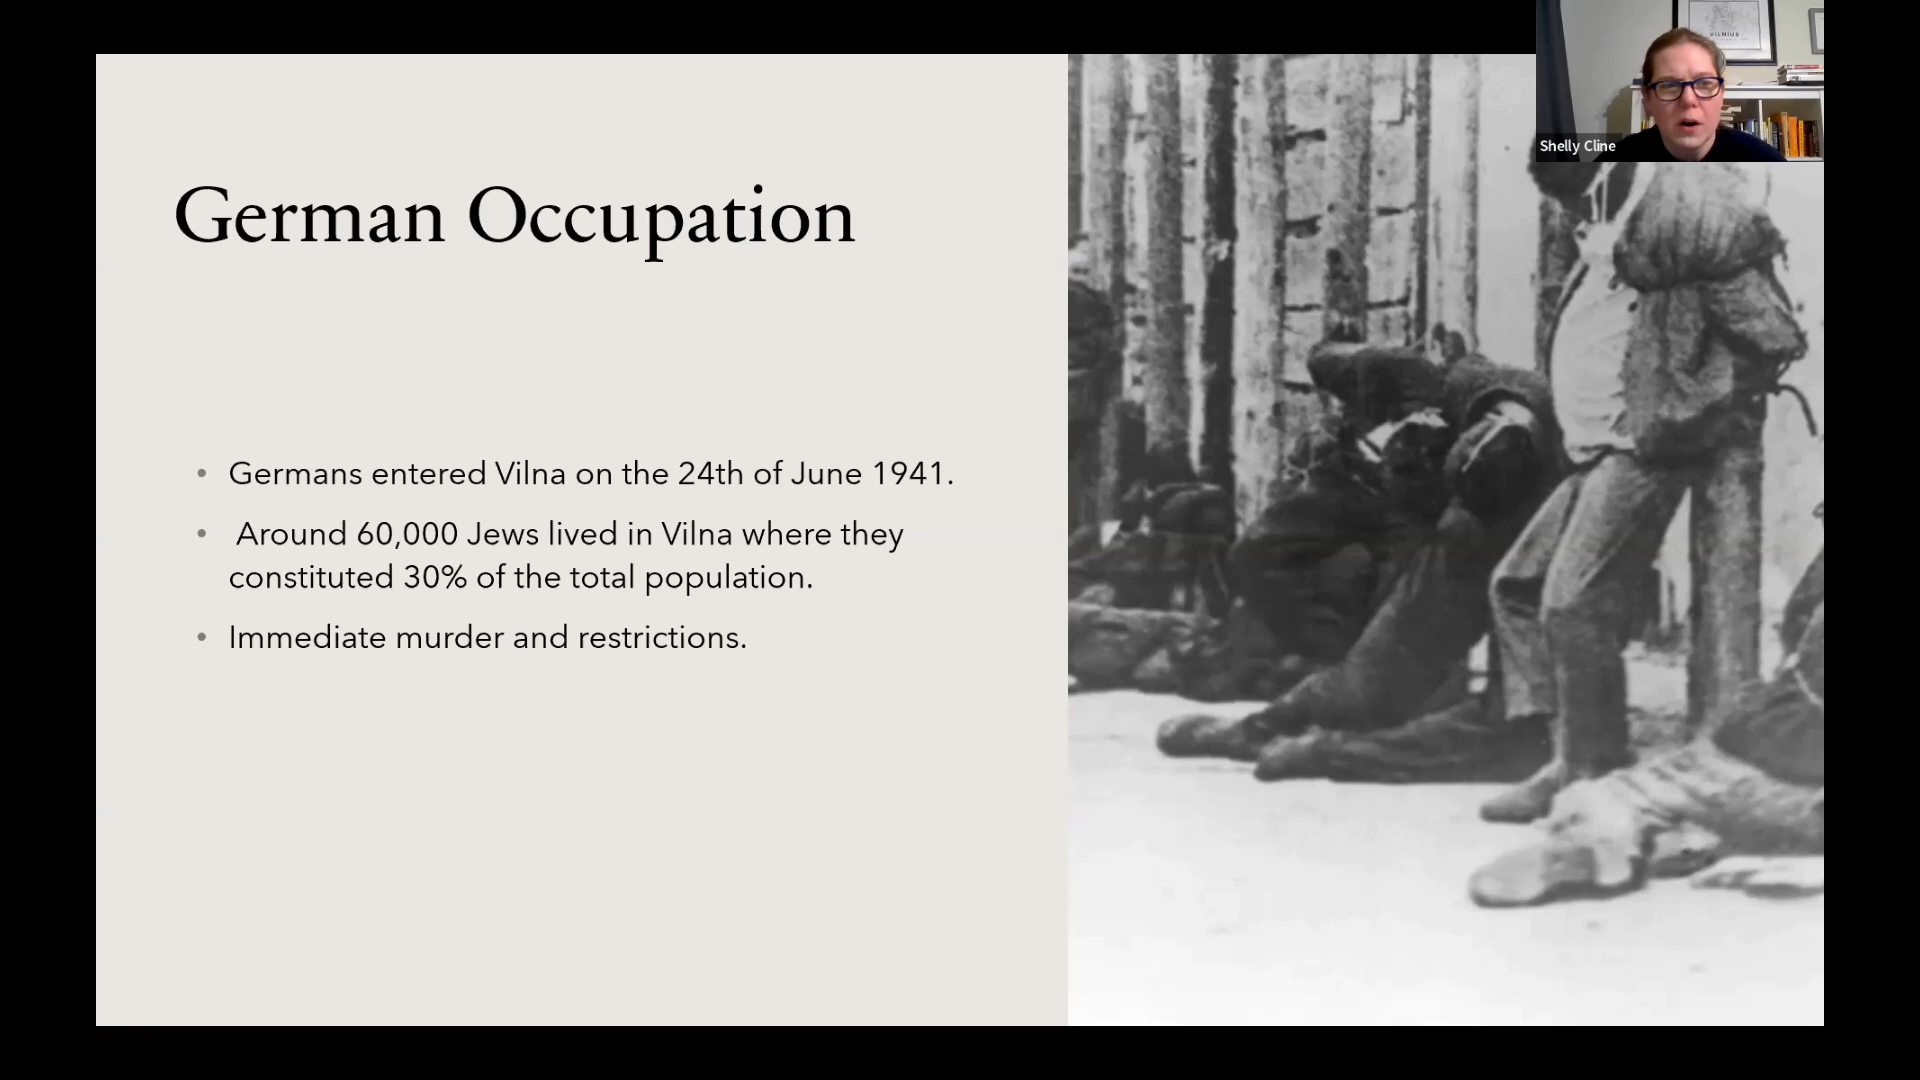 VILNIUS
Shelly Cline
German Occupation
• Germans entered Vilna on the 24th of June 1941.
• Around 60,000 Jews lived in Vilna where they
constituted 30% of the total population.
• Immediate murder and restrictions.